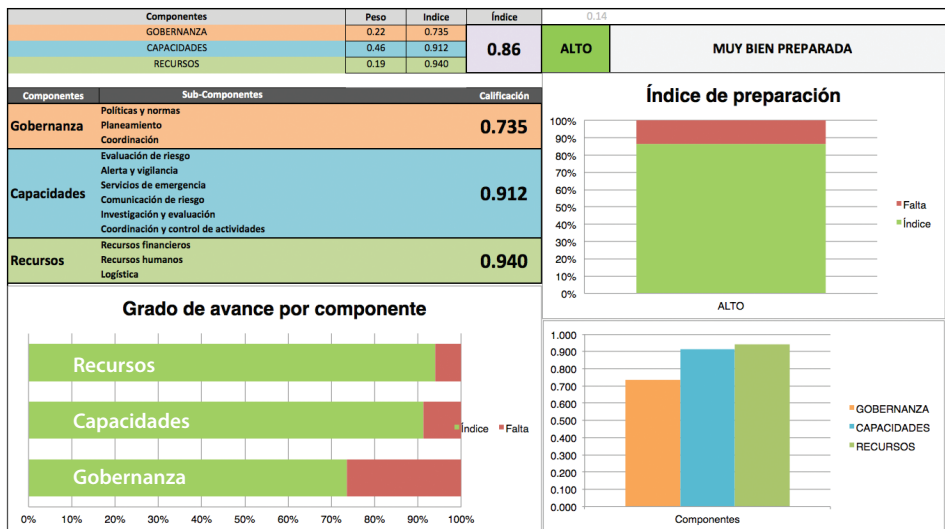 Componentes Peso Indice Índice 0.14
GOBERNANZA 0.22 0.735
CAPACIDADES 0.46 0.912 0.86 ALTO MUY BIEN PREPARADA
RECURSOS 0.19 0.940
Componentes Sub-Componentes Calificación
Gobernanza
Políticas y normas
Planeamiento
Coordinación
0.735
Capacidades
Evaluación de riesgo
Alerta y vigilancia
Servicios de emergencia
Comunicación de riesgo
Investigación y evaluación
Coordinación y control de actividades
0.912
Recursos
Recursos financieros
Recursos humanos
Logística
0.940
Índice de preparación
100%
90%
80%
70%
60%
50%
40%
30%
20%
10%
0%
ALTO
Falta
Índice
Grado de avance por componente
Recursos
Capacidades
Gobernanza
Índice Falta
0% 10% 20% 30% 40% 50% 60% 70% 80% 90% 100%
1.000
0.900
0.800
0.700
0.600
0.500
0.400
0.300
0.200
0.100
0.000
Componentes
GOBERNANZA
CAPACIDADES
RECURSOS